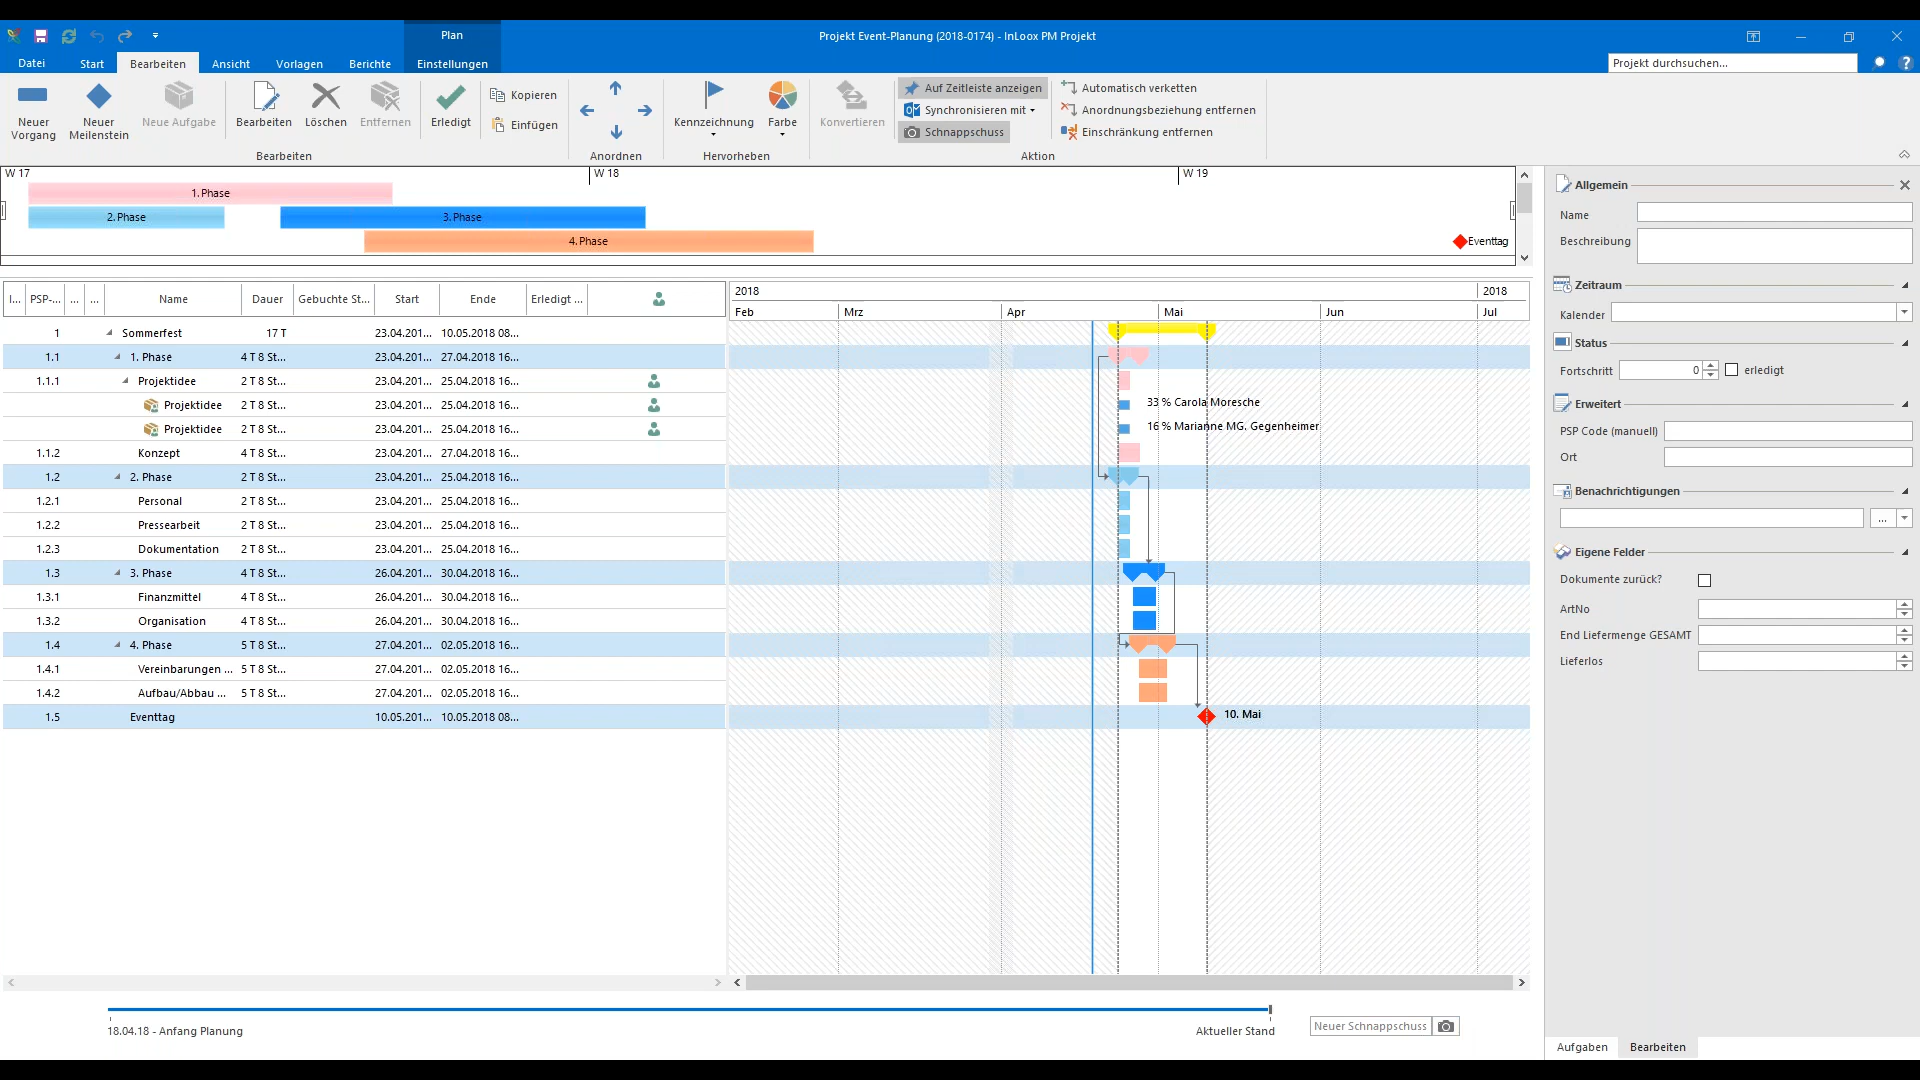 Plan
Projekt Event-Planung (2018-0174) - InLoox PM Projekt
Datei Start Bearbeiten Ansicht Vorlagen Berichte Einstellungen Projekt durchsuchen...
Neuer Vorgang
Neuer Meilenstein
Neue Aufgabe
Bearbeiten
Löschen
Entfernen
Erledigt
Kopieren
Einfügen
Kennzeichnung
Farbe
Konvertieren
Auf Zeitleiste anzeigen
Synchronisieren mit
Schnappschuss
Automatisch verketten
Anordnungsbeziehung entfernen
Einschränkung entfernen
Bearbeiten Anordnen Hervorheben Aktion
W 17 W 18 W 19
1. Phase
2. Phase 3. Phase
4. Phase Eventtag
I... PSP-... ... ... Name Dauer Gebuchte St... Start Ende Erledigt ...
2018 2018
Feb Mrz Apr Mai Jun Jul
1 Sommerfest 17 T 23.04.201... 10.05.2018 08...
1.1 1. Phase 4 T 8 St... 23.04.201... 27.04.2018 16...
1.1.1 Projektidee 2 T 8 St... 23.04.201... 25.04.2018 16...
Projektidee 2 T 8 St... 23.04.201... 25.04.2018 16... 33 % Carola Moresche
Projektidee 2 T 8 St... 23.04.201... 25.04.2018 16... 16 % Marianne MG. Gegenheimer
1.1.2 Konzept 4 T 8 St... 23.04.201... 27.04.2018 16...
1.2 2. Phase 2 T 8 St... 23.04.201... 25.04.2018 16...
1.2.1 Personal 2 T 8 St... 23.04.201... 25.04.2018 16...
1.2.2 Pressearbeit 2 T 8 St... 23.04.201... 25.04.2018 16...
1.2.3 Dokumentation 2 T 8 St... 23.04.201... 25.04.2018 16...
1.3 3. Phase 4 T 8 St... 26.04.201... 30.04.2018 16...
1.3.1 Finanzmittel 4 T 8 St... 26.04.201... 30.04.2018 16...
1.3.2 Organisation 4 T 8 St... 26.04.201... 30.04.2018 16...
1.4 4. Phase 5 T 8 St... 27.04.201... 02.05.2018 16...
1.4.1 Vereinbarungen ... 5 T 8 St... 27.04.201... 02.05.2018 16...
1.4.2 Aufbau/Abbau ... 5 T 8 St... 27.04.201... 02.05.2018 16...
1.5 Eventtag 10.05.201... 10.05.2018 08... 10. Mai
18.04.18 - Anfang Planung Aktueller Stand Neuer Schnappschuss
Allgemein
Name
Beschreibung
Zeitraum
Kalender
Status
Fortschritt 0 erledigt
Erweitert
PSP Code (manuell)
Ort
Benachrichtigungen
...
Eigene Felder
Dokumente zurück?
ArtNo
End Liefermenge GESAMT
Lieferlos
Aufgaben Bearbeiten